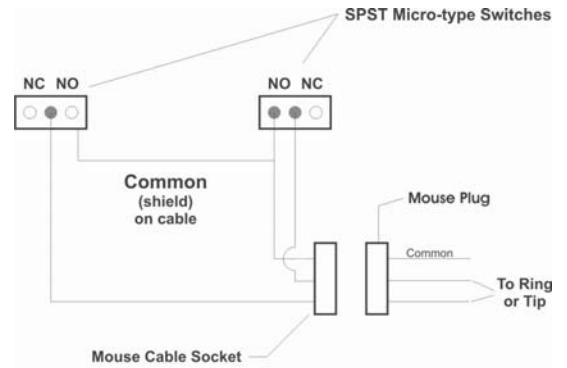 SPST Micro-type Switches
NC NO
NO NC
Common
(shield)
on cable
Mouse Plug
Common
To Ring
or Tip
Mouse Cable Socket